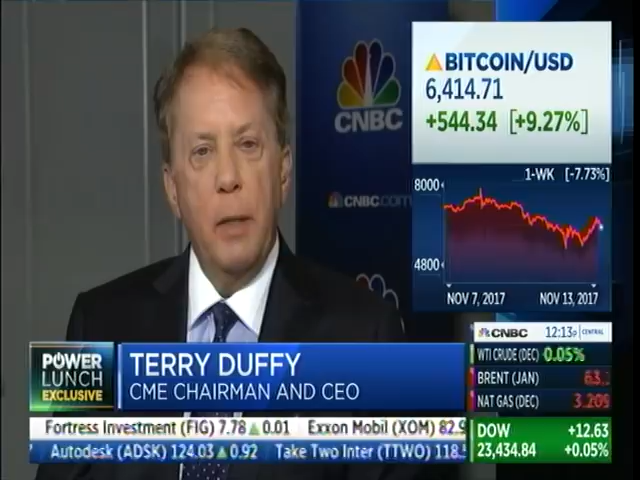 BITCOIN/USD
6,414.71
+544.34 [+9.27%]
1-WK [-7.73%]
8000
4800
NOV 7, 2017 NOV 13, 2017
CNBC
CNBC.com
POWER
LUNCH
EXCLUSIVE
TERRY DUFFY
CME CHAIRMAN AND CEO
CNBC 12:13P CENTRAL
WTI CRUDE (DEC) 0.05%
BRENT (JAN) 63.
NAT GAS (DEC) 3.209
DOW +12.63
23,434.84 +0.05%
Fortress Investment (FIG) 7.78 ▲ 0.01 Exxon Mobil (XOM) 82.9
Autodesk (ADSK) 124.03 ▲ 0.92 Take Two Inter (TTWO) 118.